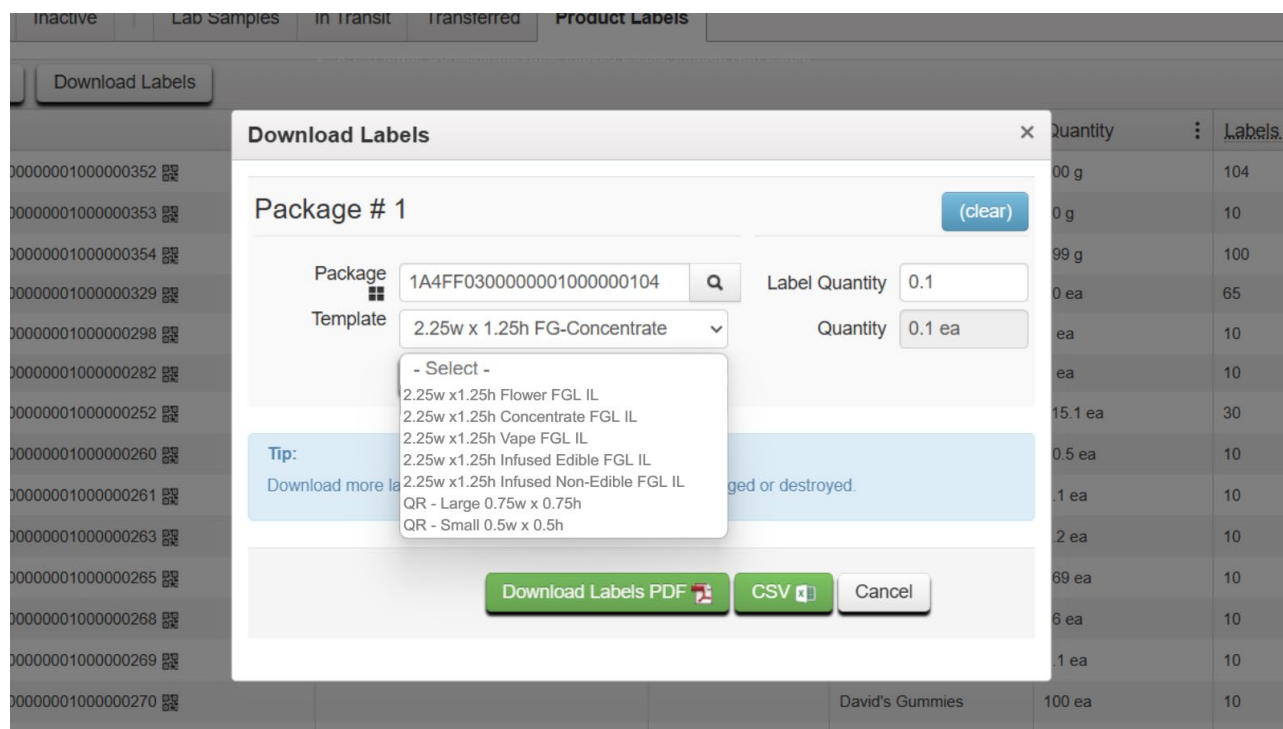 Inactive Lab Samples In Transit Transferred Product Labels
Download Labels
Download Labels × Quantity Labels
Package # 1 (clear)
Package 1A4FF0300000001000000104 Label Quantity 0.1
Template 2.25w x 1.25h FG-Concentrate Quantity 0.1 ea
- Select -
2.25w x1.25h Flower FGL IL
2.25w x1.25h Concentrate FGL IL
2.25w x1.25h Vape FGL IL
2.25w x1.25h Infused Edible FGL IL
2.25w x1.25h Infused Non-Edible FGL IL
QR - Large 0.75w x 0.75h
QR - Small 0.5w x 0.5h
Tip:
Download more ged or destroyed.
Download Labels PDF CSV Cancel
00000001000000352 00 g 104
00000001000000353 0 g 10
00000001000000354 99 g 100
00000001000000329 0 ea 65
00000001000000298 ea 10
00000001000000282 ea 10
00000001000000252 15.1 ea 30
00000001000000260 0.5 ea 10
00000001000000261 .1 ea 10
00000001000000263 .2 ea 10
00000001000000265 69 ea 10
00000001000000268 6 ea 10
00000001000000269 .1 ea 10
00000001000000270 David's Gummies 100 ea 10